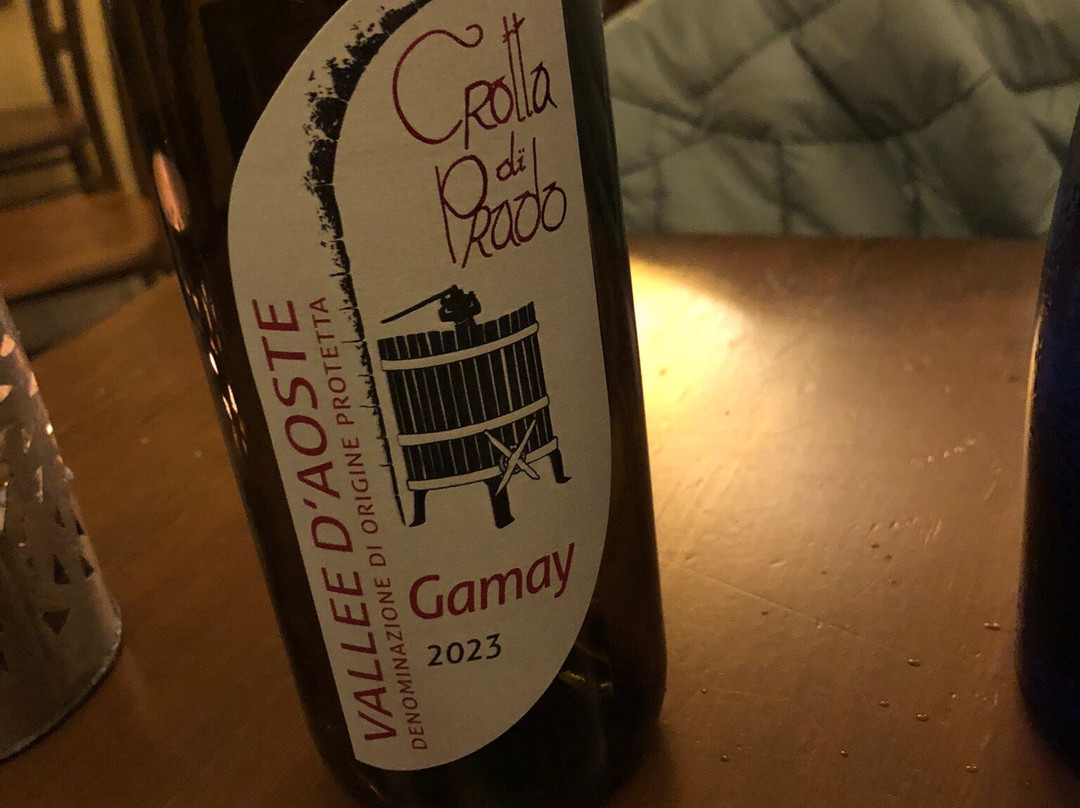 Crotta
di
Prado
VALLEE D'AOSTE
DENOMINAZIONE DI ORIGINE PROTETTA
Gamay
2023